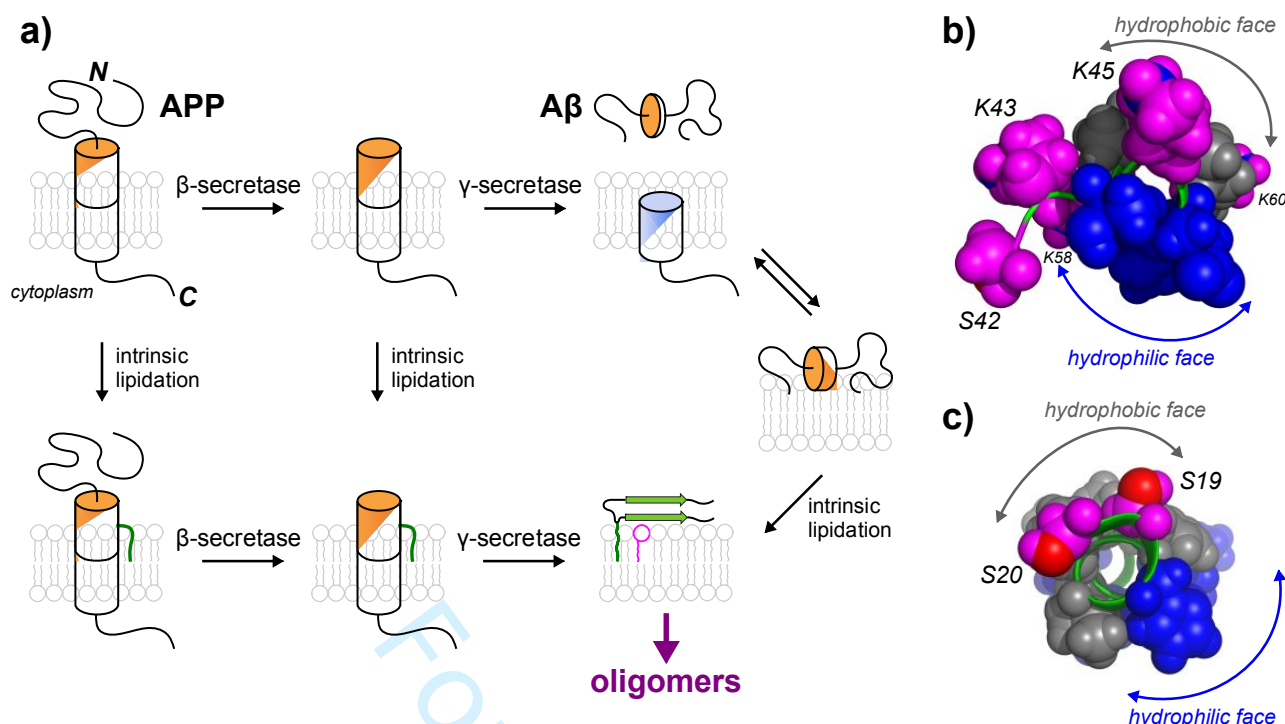 a)
N
APP
Aβ
β-secretase
γ-secretase
cytoplasm
C
intrinsic
lipidation
intrinsic
lipidation
intrinsic
lipidation
β-secretase
γ-secretase
oligomers
b)
hydrophobic face
K45
K43
K60
K58
S42
hydrophilic face
c)
hydrophobic face
S19
S20
hydrophilic face
Fo